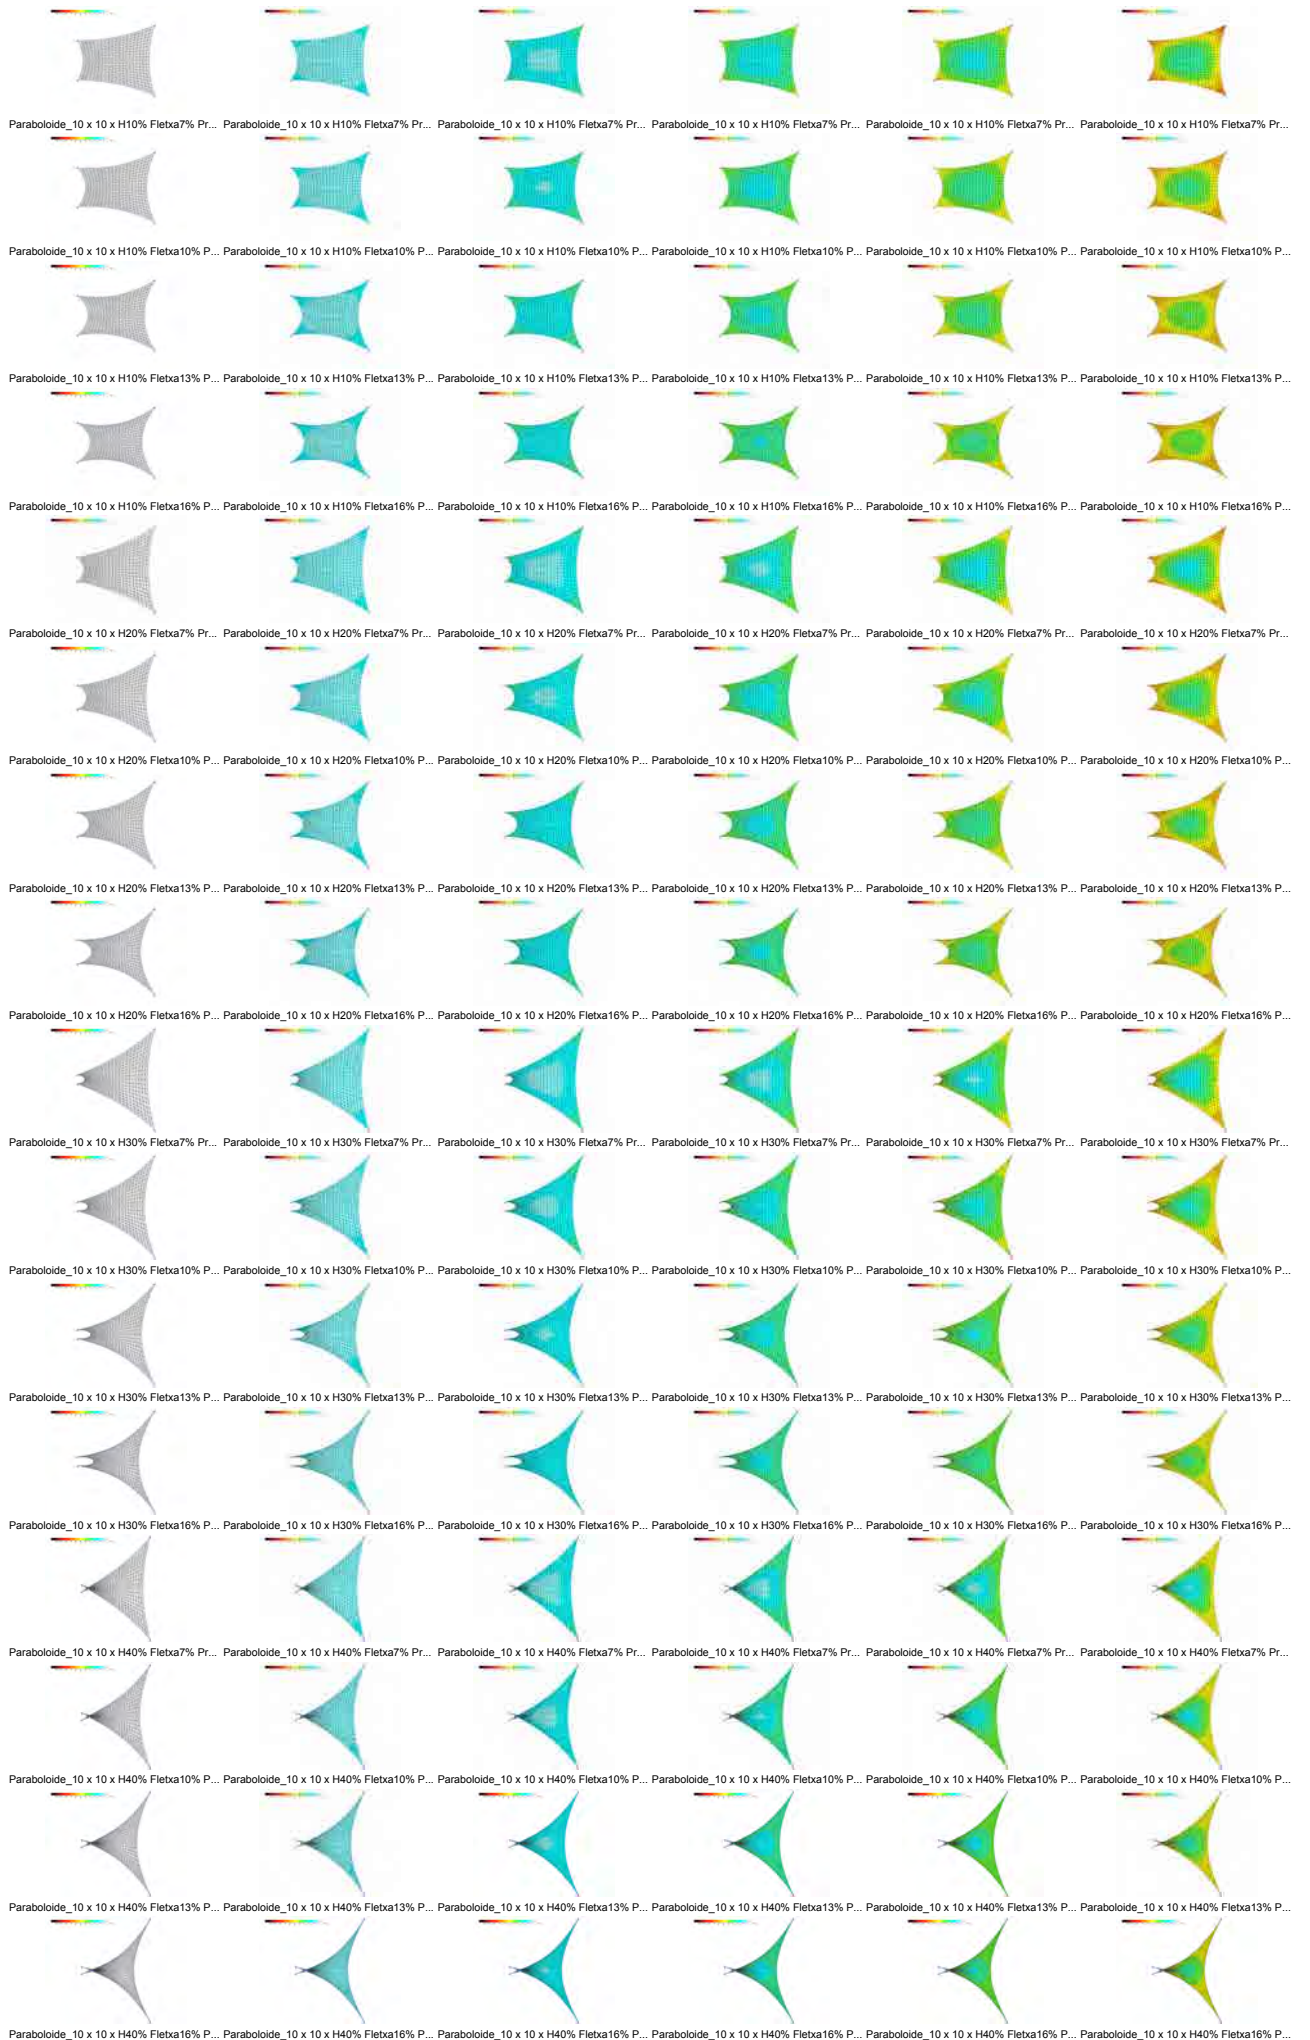 Paraboloide_10 x 10 x H10% Fletxa7% Pr... Paraboloide_10 x 10 x H10% Fletxa7% Pr... Paraboloide_10 x 10 x H10% Fletxa7% Pr... Paraboloide_10 x 10 x H10% Fletxa7% Pr... Paraboloide_10 x 10 x H10% Fletxa7% Pr... Paraboloide_10 x 10 x H10% Fletxa7% Pr...
Paraboloide_10 x 10 x H10% Fletxa10% P... Paraboloide_10 x 10 x H10% Fletxa10% P... Paraboloide_10 x 10 x H10% Fletxa10% P... Paraboloide_10 x 10 x H10% Fletxa10% P... Paraboloide_10 x 10 x H10% Fletxa10% P... Paraboloide_10 x 10 x H10% Fletxa10% P...
Paraboloide_10 x 10 x H10% Fletxa13% P... Paraboloide_10 x 10 x H10% Fletxa13% P... Paraboloide_10 x 10 x H10% Fletxa13% P... Paraboloide_10 x 10 x H10% Fletxa13% P... Paraboloide_10 x 10 x H10% Fletxa13% P... Paraboloide_10 x 10 x H10% Fletxa13% P...
Paraboloide_10 x 10 x H10% Fletxa16% P... Paraboloide_10 x 10 x H10% Fletxa16% P... Paraboloide_10 x 10 x H10% Fletxa16% P... Paraboloide_10 x 10 x H10% Fletxa16% P... Paraboloide_10 x 10 x H10% Fletxa16% P... Paraboloide_10 x 10 x H10% Fletxa16% P...
Paraboloide_10 x 10 x H20% Fletxa7% Pr... Paraboloide_10 x 10 x H20% Fletxa7% Pr... Paraboloide_10 x 10 x H20% Fletxa7% Pr... Paraboloide_10 x 10 x H20% Fletxa7% Pr... Paraboloide_10 x 10 x H20% Fletxa7% Pr... Paraboloide_10 x 10 x H20% Fletxa7% Pr...
Paraboloide_10 x 10 x H20% Fletxa10% P... Paraboloide_10 x 10 x H20% Fletxa10% P... Paraboloide_10 x 10 x H20% Fletxa10% P... Paraboloide_10 x 10 x H20% Fletxa10% P... Paraboloide_10 x 10 x H20% Fletxa10% P... Paraboloide_10 x 10 x H20% Fletxa10% P...
Paraboloide_10 x 10 x H20% Fletxa13% P... Paraboloide_10 x 10 x H20% Fletxa13% P... Paraboloide_10 x 10 x H20% Fletxa13% P... Paraboloide_10 x 10 x H20% Fletxa13% P... Paraboloide_10 x 10 x H20% Fletxa13% P... Paraboloide_10 x 10 x H20% Fletxa13% P...
Paraboloide_10 x 10 x H20% Fletxa16% P... Paraboloide_10 x 10 x H20% Fletxa16% P... Paraboloide_10 x 10 x H20% Fletxa16% P... Paraboloide_10 x 10 x H20% Fletxa16% P... Paraboloide_10 x 10 x H20% Fletxa16% P... Paraboloide_10 x 10 x H20% Fletxa16% P...
Paraboloide_10 x 10 x H30% Fletxa7% Pr... Paraboloide_10 x 10 x H30% Fletxa7% Pr... Paraboloide_10 x 10 x H30% Fletxa7% Pr... Paraboloide_10 x 10 x H30% Fletxa7% Pr... Paraboloide_10 x 10 x H30% Fletxa7% Pr... Paraboloide_10 x 10 x H30% Fletxa7% Pr...
Paraboloide_10 x 10 x H30% Fletxa10% P... Paraboloide_10 x 10 x H30% Fletxa10% P... Paraboloide_10 x 10 x H30% Fletxa10% P... Paraboloide_10 x 10 x H30% Fletxa10% P... Paraboloide_10 x 10 x H30% Fletxa10% P... Paraboloide_10 x 10 x H30% Fletxa10% P...
Paraboloide_10 x 10 x H30% Fletxa13% P... Paraboloide_10 x 10 x H30% Fletxa13% P... Paraboloide_10 x 10 x H30% Fletxa13% P... Paraboloide_10 x 10 x H30% Fletxa13% P... Paraboloide_10 x 10 x H30% Fletxa13% P... Paraboloide_10 x 10 x H30% Fletxa13% P...
Paraboloide_10 x 10 x H30% Fletxa16% P... Paraboloide_10 x 10 x H30% Fletxa16% P... Paraboloide_10 x 10 x H30% Fletxa16% P... Paraboloide_10 x 10 x H30% Fletxa16% P... Paraboloide_10 x 10 x H30% Fletxa16% P... Paraboloide_10 x 10 x H30% Fletxa16% P...
Paraboloide_10 x 10 x H40% Fletxa7% Pr... Paraboloide_10 x 10 x H40% Fletxa7% Pr... Paraboloide_10 x 10 x H40% Fletxa7% Pr... Paraboloide_10 x 10 x H40% Fletxa7% Pr... Paraboloide_10 x 10 x H40% Fletxa7% Pr... Paraboloide_10 x 10 x H40% Fletxa7% Pr...
Paraboloide_10 x 10 x H40% Fletxa10% P... Paraboloide_10 x 10 x H40% Fletxa10% P... Paraboloide_10 x 10 x H40% Fletxa10% P... Paraboloide_10 x 10 x H40% Fletxa10% P... Paraboloide_10 x 10 x H40% Fletxa10% P... Paraboloide_10 x 10 x H40% Fletxa10% P...
Paraboloide_10 x 10 x H40% Fletxa13% P... Paraboloide_10 x 10 x H40% Fletxa13% P... Paraboloide_10 x 10 x H40% Fletxa13% P... Paraboloide_10 x 10 x H40% Fletxa13% P... Paraboloide_10 x 10 x H40% Fletxa13% P... Paraboloide_10 x 10 x H40% Fletxa13% P...
Paraboloide_10 x 10 x H40% Fletxa16% P... Paraboloide_10 x 10 x H40% Fletxa16% P... Paraboloide_10 x 10 x H40% Fletxa16% P... Paraboloide_10 x 10 x H40% Fletxa16% P... Paraboloide_10 x 10 x H40% Fletxa16% P... Paraboloide_10 x 10 x H40% Fletxa16% P...